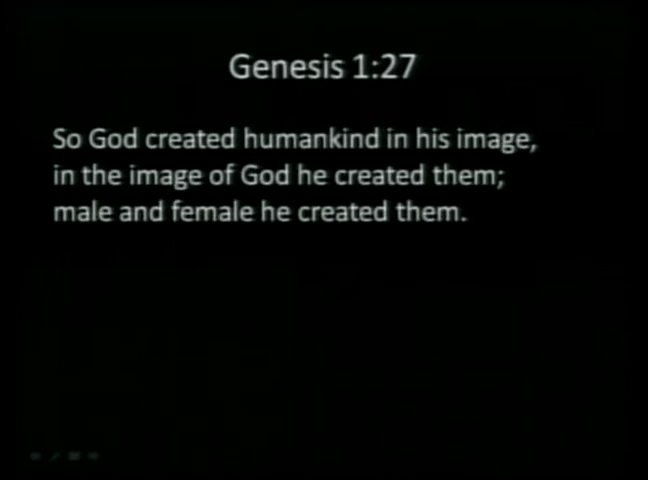 Genesis 1:27
So God created humankind in his image,
in the image of God he created them;
male and female he created them.